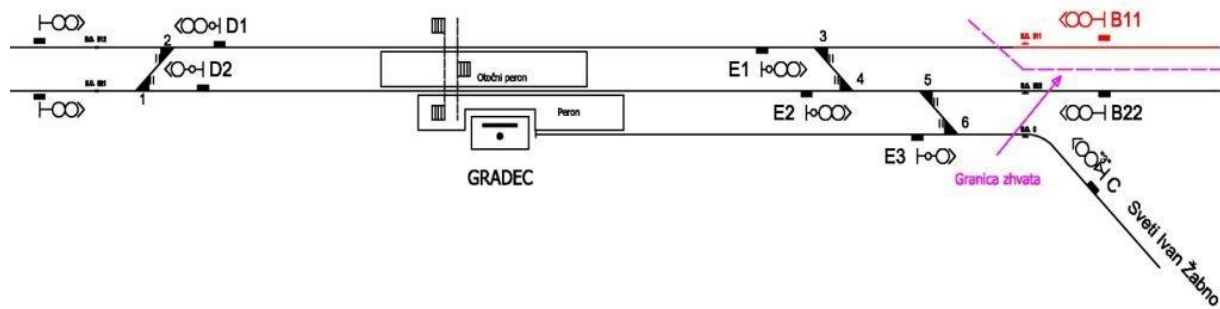 D1
B11
2
3
D2
Otočni peron
E1
4
5
1
Peron
E2
B22
6
E3
GRADEC
Granica zhvata
C
Sveti Ivan Žabno